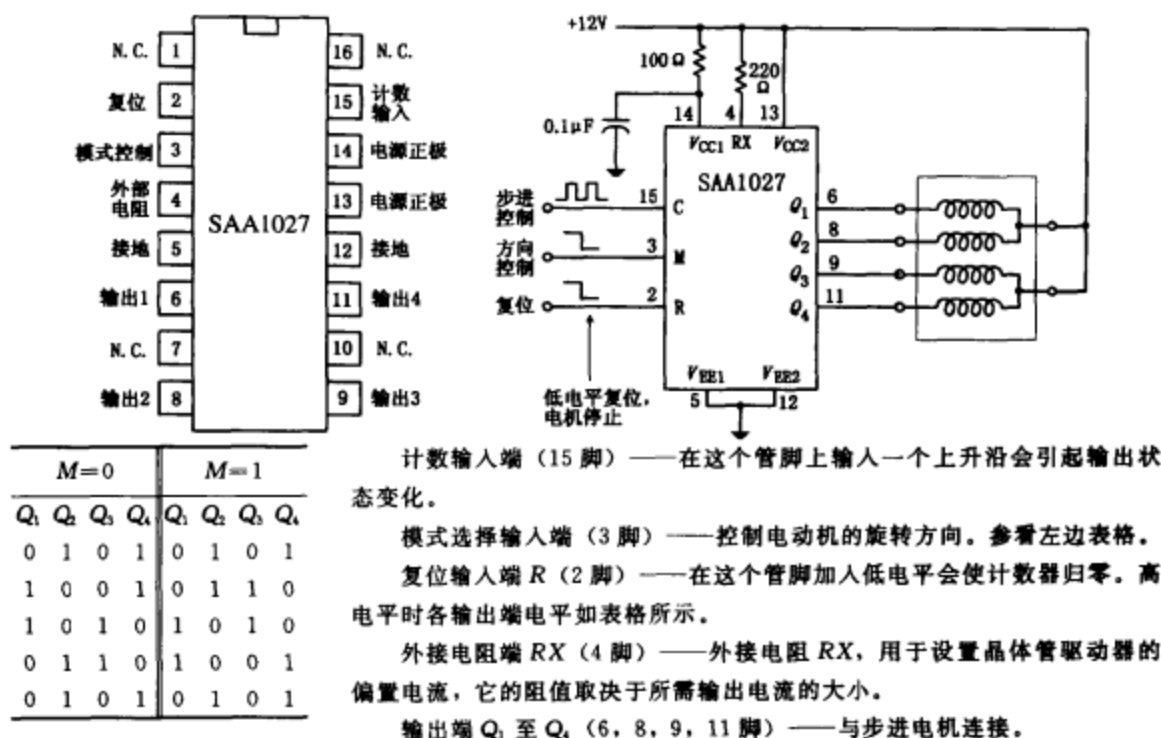 N.C. 1
复位 2
模式控制 3
外部
电阻 4
接地 5
输出1 6
N.C. 7
输出2 8
SAA1027
16 N.C.
15 计数
输入
14 电源正极
13 电源正极
12 接地
11 输出4
10 N.C.
9 输出3
+12V
100Ω
220
Ω
0.1μF
14 4 13
VCC1 RX VCC2
SAA1027
步进
控制
15 C
方向
控制
3 M
复位
2 R
Q1 6
Q2 8
Q3 9
Q4 11
VEE1 VEE2
5 12
低电平复位,
电机停止
M=0 M=1
Q1 Q2 Q3 Q4 Q1 Q2 Q3 Q4
0 1 0 1 0 1 0 1
1 0 0 1 0 1 1 0
1 0 1 0 1 0 1 0
0 1 1 0 1 0 0 1
0 1 0 1 0 1 0 1
计数输入端（15 脚）——在这个管脚上输入一个上升沿会引起输出状
态变化。
模式选择输入端（3 脚）——控制电动机的旋转方向。参看左边表格。
复位输入端 R（2 脚）——在这个管脚加入低电平会使计数器归零。高
电平时各输出端电平如表格所示。
外接电阻端 RX（4 脚）——外接电阻 RX，用于设置晶体管驱动器的
偏置电流，它的阻值取决于所需输出电流的大小。
输出端 Q1 至 Q4（6，8，9，11 脚）——与步进电机连接。